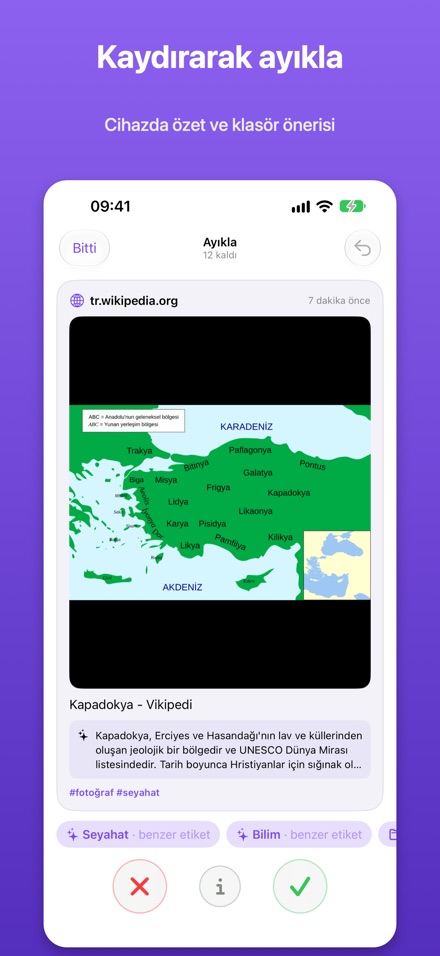 Kaydırarak ayıkla
Cihazda özet ve klasör önerisi
09:41
Bitti
Ayıkla
12 kaldı
tr.wikipedia.org
7 dakika önce
ABC = Anadolu'nun geleneksel bölgesi
ABC = Yunan yerleşim bölgesi
KARADENİZ
Trakya
Paflagonya
Bitinya
Pontus
Galatya
Biga
Misya
Frigya
Kapadokya
Lidya
Likaonya
Karya
Pisidya
Likya
Pamfilya
Kilikya
AKDENİZ
Kapadokya - Vikipedi
Kapadokya, Erciyes ve Hasandağı'nın lav ve küllerinden
oluşan jeolojik bir bölgedir ve UNESCO Dünya Mirası
listesindedir. Tarih boyunca Hristiyanlar için sığınak ol...
#fotoğraf #seyahat
Seyahat · benzer etiket
Bilim · benzer etiket